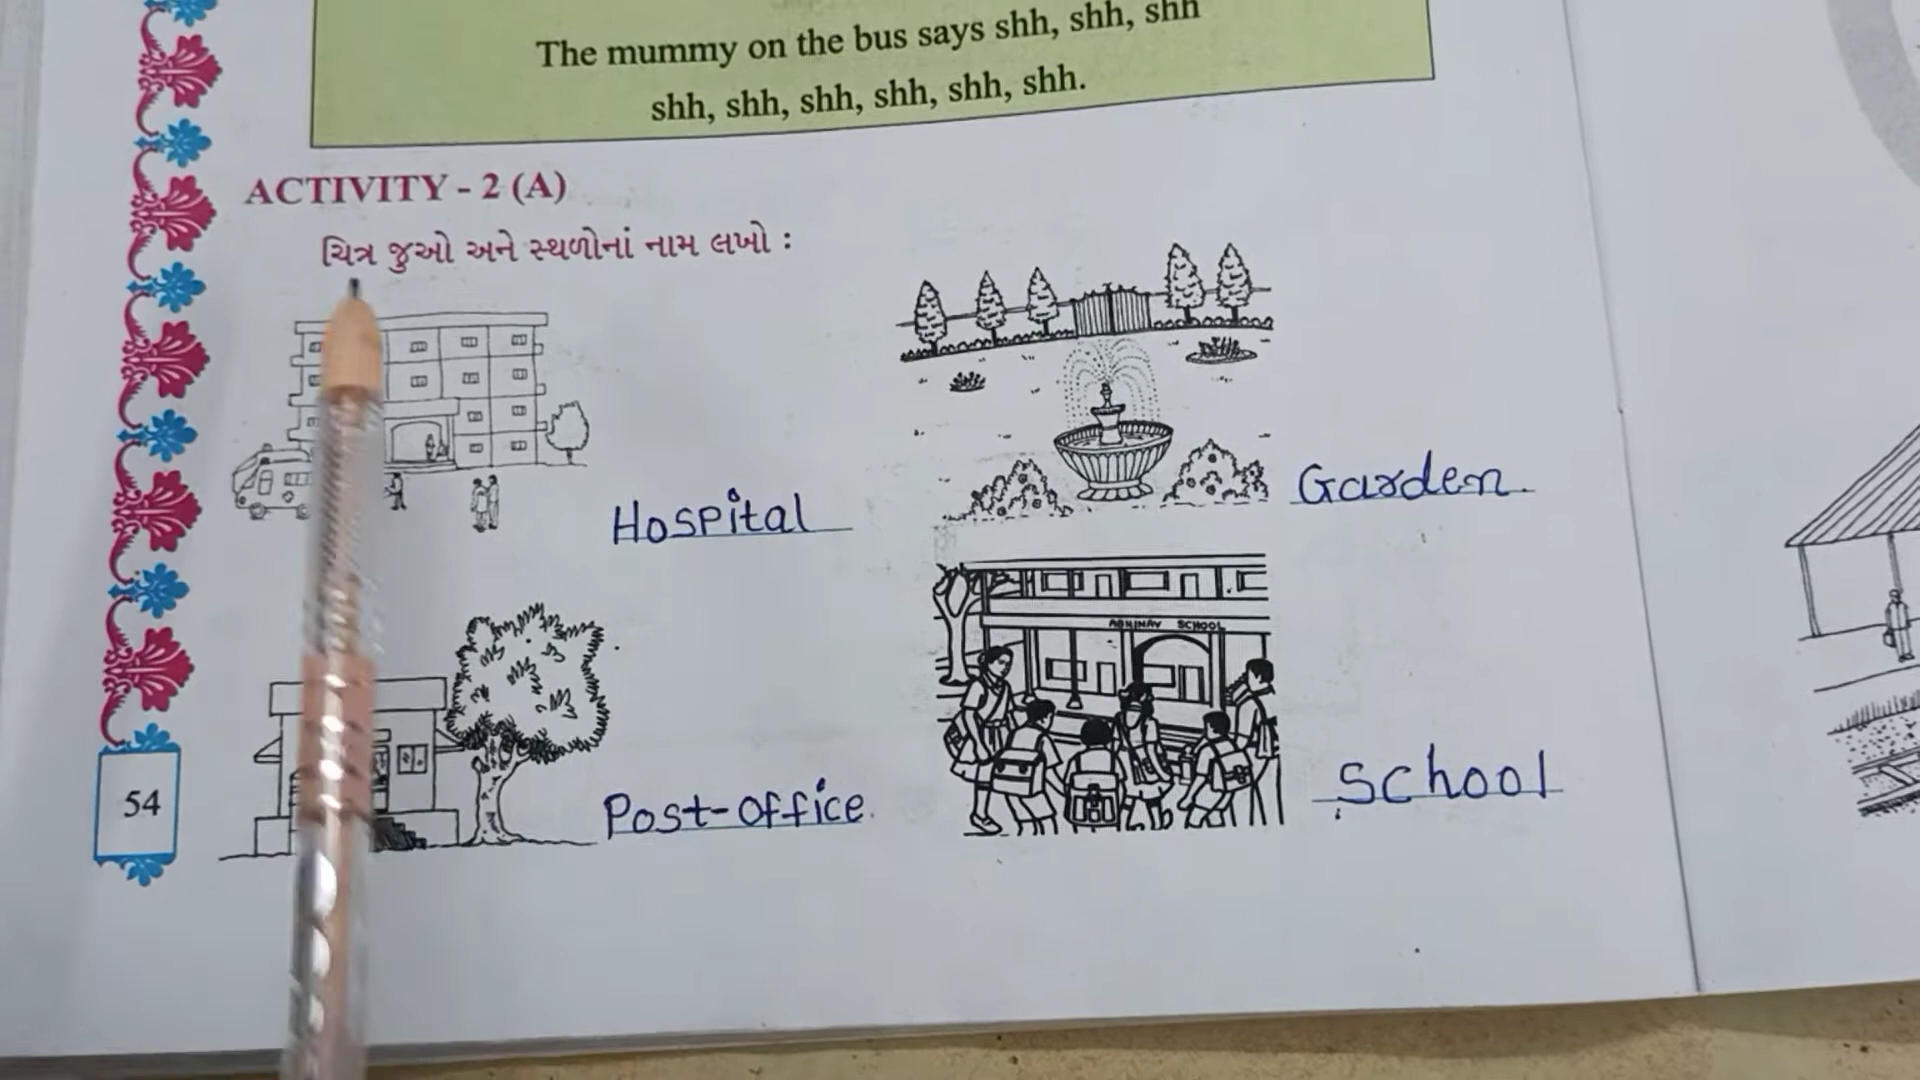 The mummy on the bus says shh, shh, shh
shh, shh, shh, shh, shh, shh.
ACTIVITY - 2 (A)
ચિત્ર જુઓ અને સ્થળોનાં નામ લખો :
Hospital
Garden.
ABHINAV SCHOOL
Post-office.
School
54